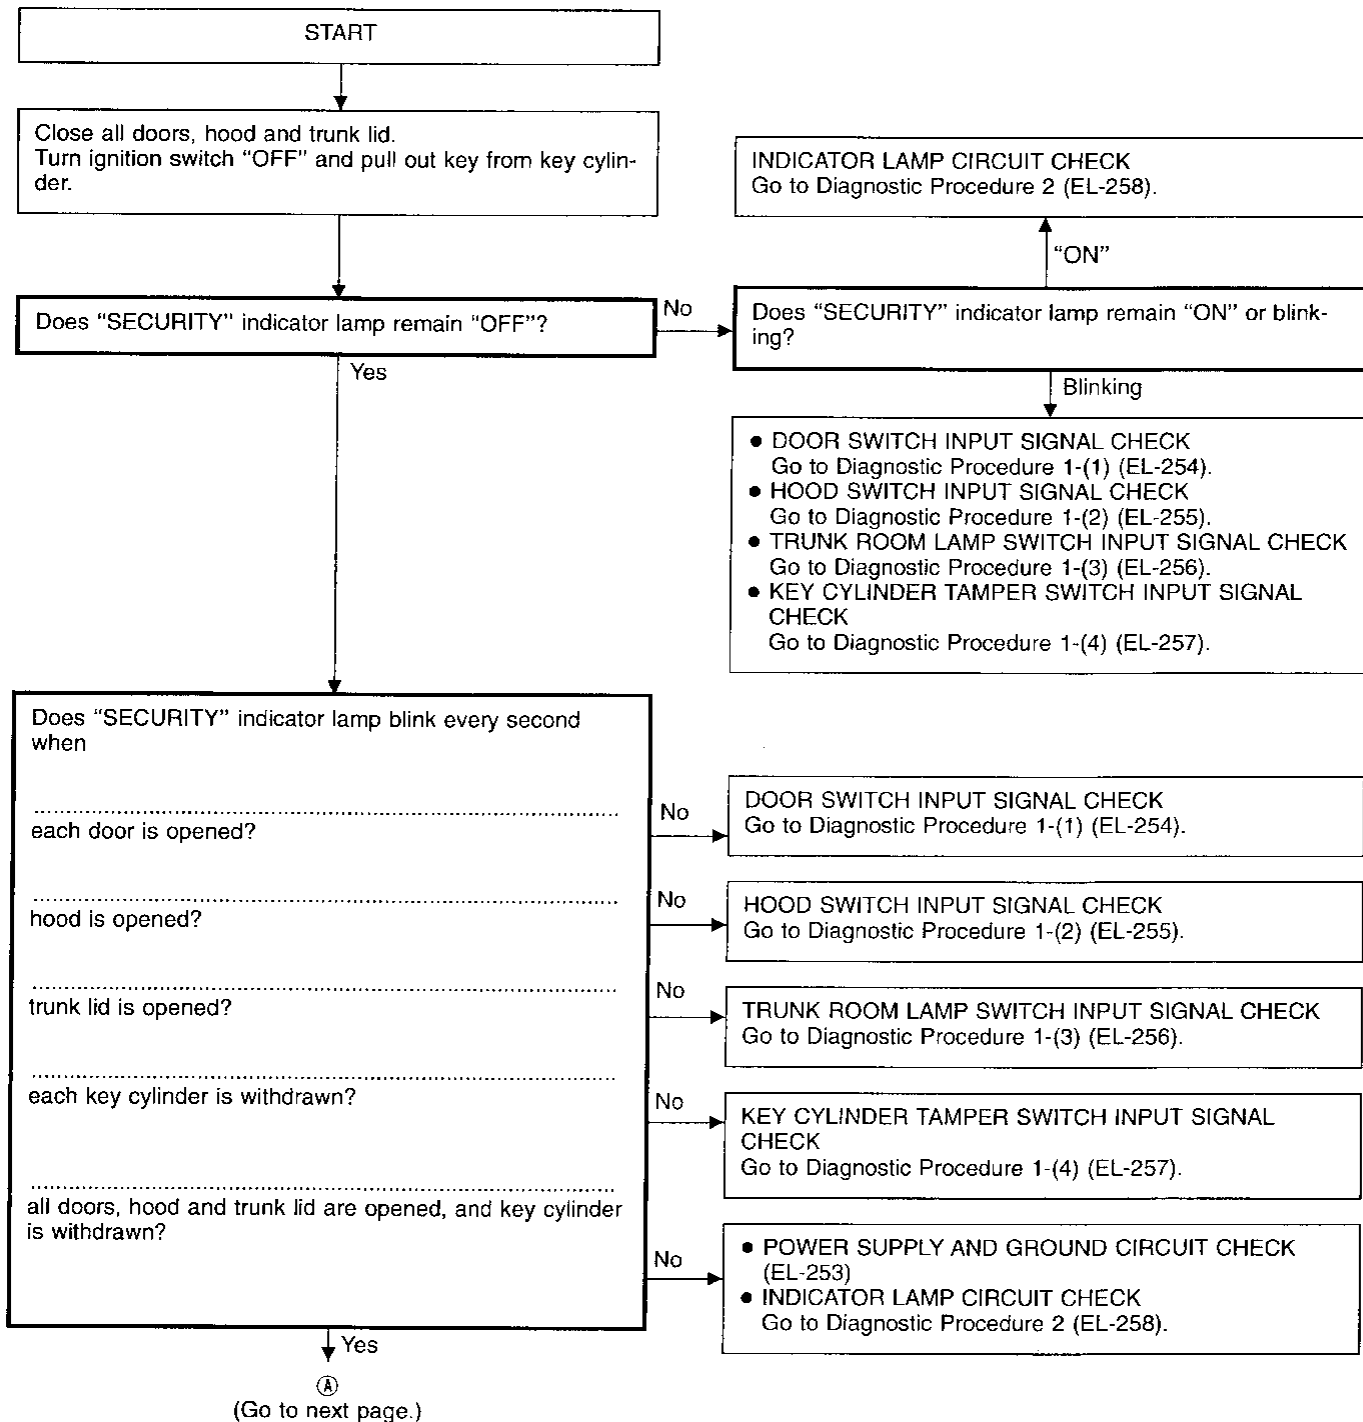 START
Close all doors, hood and trunk lid.
Turn ignition switch “OFF” and pull out key from key cylin-
der.
INDICATOR LAMP CIRCUIT CHECK
Go to Diagnostic Procedure 2 (EL-258).
“ON”
Does “SECURITY” indicator lamp remain “OFF”?
No
Does “SECURITY” indicator lamp remain “ON” or blink-
ing?
Yes
Blinking
● DOOR SWITCH INPUT SIGNAL CHECK
Go to Diagnostic Procedure 1-(1) (EL-254).
● HOOD SWITCH INPUT SIGNAL CHECK
Go to Diagnostic Procedure 1-(2) (EL-255).
● TRUNK ROOM LAMP SWITCH INPUT SIGNAL CHECK
Go to Diagnostic Procedure 1-(3) (EL-256).
● KEY CYLINDER TAMPER SWITCH INPUT SIGNAL
CHECK
Go to Diagnostic Procedure 1-(4) (EL-257).
Does “SECURITY” indicator lamp blink every second
when
each door is opened?
No
DOOR SWITCH INPUT SIGNAL CHECK
Go to Diagnostic Procedure 1-(1) (EL-254).
hood is opened?
No
HOOD SWITCH INPUT SIGNAL CHECK
Go to Diagnostic Procedure 1-(2) (EL-255).
trunk lid is opened?
No
TRUNK ROOM LAMP SWITCH INPUT SIGNAL CHECK
Go to Diagnostic Procedure 1-(3) (EL-256).
each key cylinder is withdrawn?
No
KEY CYLINDER TAMPER SWITCH INPUT SIGNAL
CHECK
Go to Diagnostic Procedure 1-(4) (EL-257).
all doors, hood and trunk lid are opened, and key cylinder
is withdrawn?
No
● POWER SUPPLY AND GROUND CIRCUIT CHECK
(EL-253)
● INDICATOR LAMP CIRCUIT CHECK
Go to Diagnostic Procedure 2 (EL-258).
Yes
Ⓐ
(Go to next page.)